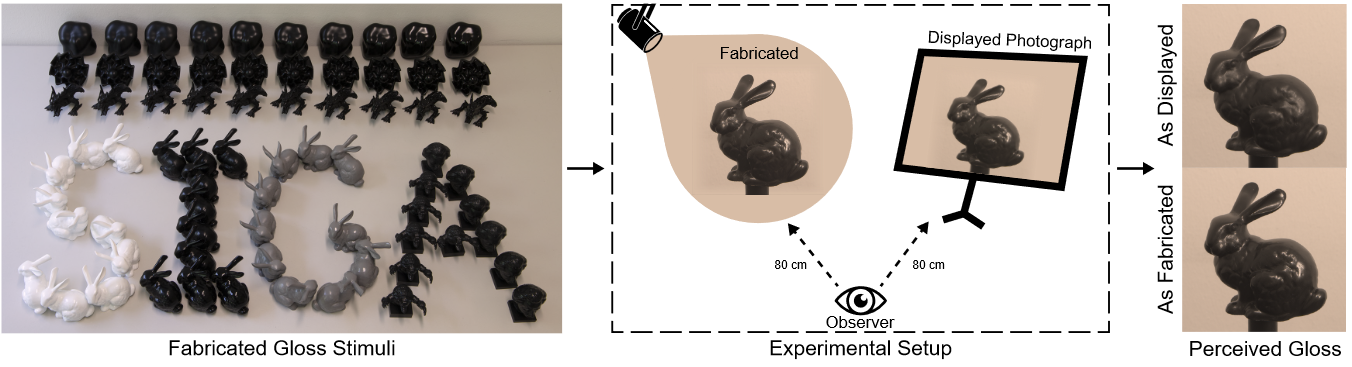 SIGA
Fabricated Gloss Stimuli
Fabricated
Displayed Photograph
80 cm
80 cm
Observer
Experimental Setup
As Displayed
As Fabricated
Perceived Gloss